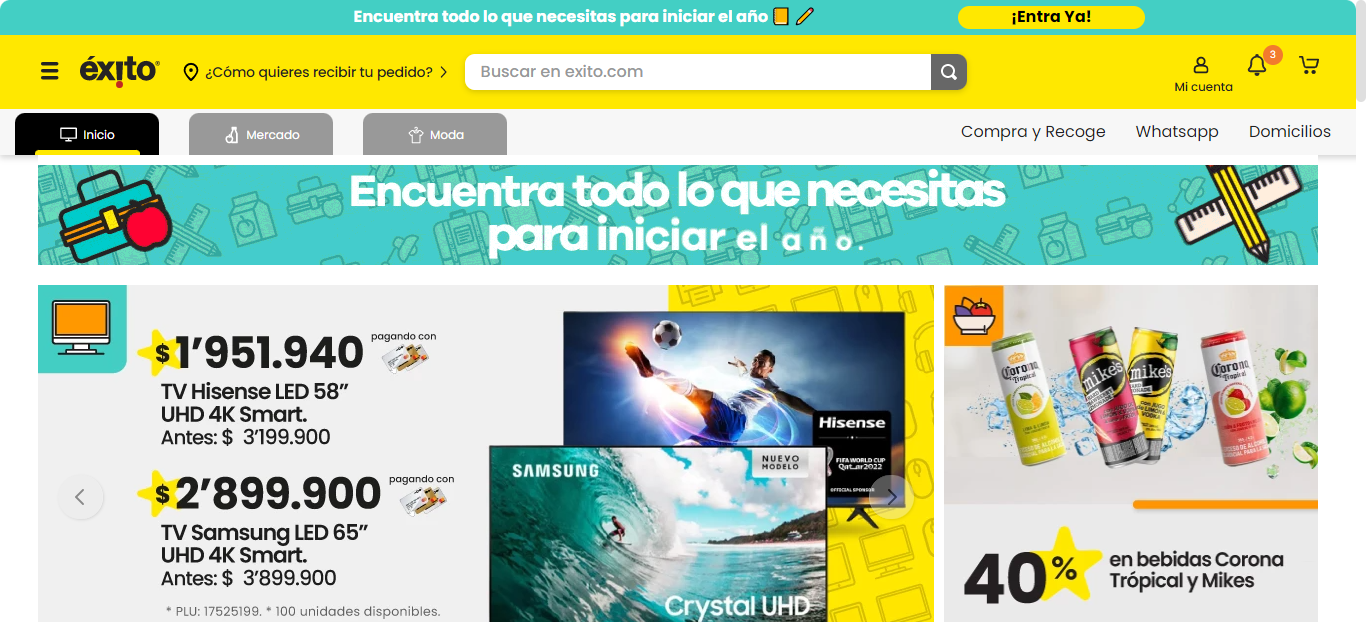 Encuentra todo lo que necesitas para iniciar el año
¡Entra Ya!
éxito
¿Cómo quieres recibir tu pedido?
Buscar en exito.com
3
Mi cuenta
Inicio
Mercado
Moda
Compra y Recoge
Whatsapp
Domicilios
Encuentra todo lo que necesitas
para iniciar el año.
$1’951.940
pagando con
TV Hisense LED 58”
UHD 4K Smart.
Antes: $ 3’199.900
$2’899.900
pagando con
TV Samsung LED 65”
UHD 4K Smart.
Antes: $ 3’899.900
* PLU: 17525199. * 100 unidades disponibles.
Hisense
FIFA WORLD CUP
Qatar2022
OFFICIAL SPONSOR
SAMSUNG
NUEVO
MODELO
Crystal UHD
Corona
Tropical
mike's
HARD
LEMONADE
mike's
HARD
LEMONADE
Corona
Tropical
40%
en bebidas Corona
Trópical y Mikes